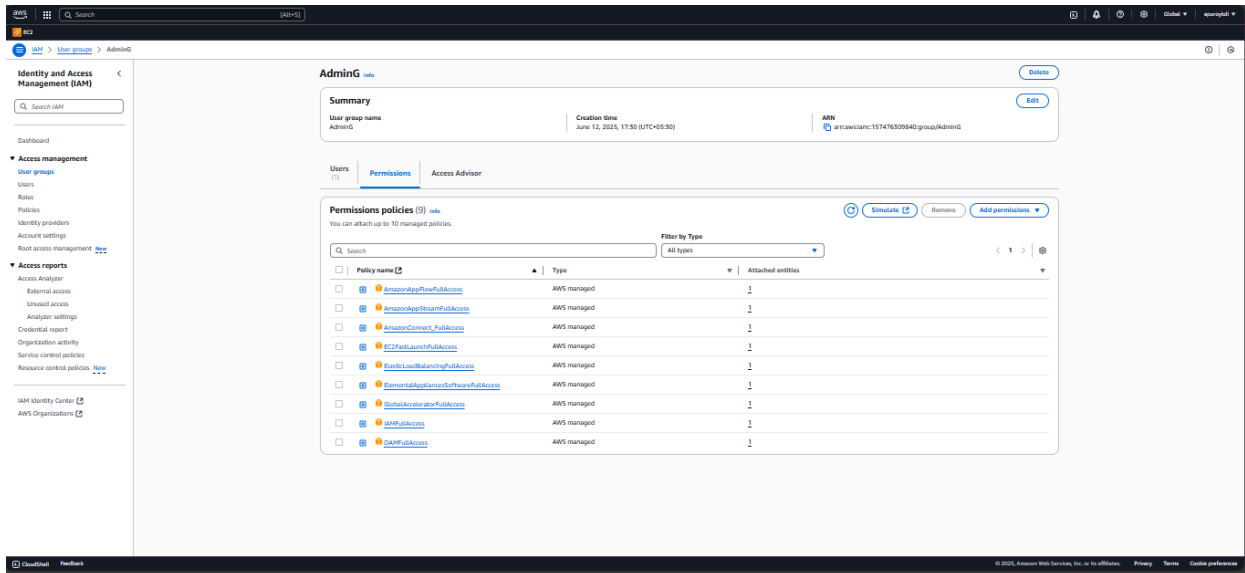 aws
Search [Alt+S]
Global
apuroykdi
EC2
IAM > User groups > AdminG
Identity and Access Management (IAM)
Search IAM
Dashboard
Access management
User groups
Users
Roles
Policies
Identity providers
Account settings
Root access management New
Access reports
Access Analyzer
External access
Unused access
Analyzer settings
Credential report
Organization activity
Service control policies
Resource control policies New
IAM Identity Center
AWS Organizations
AdminG Info
Delete
Summary
Edit
User group name
AdminG
Creation time
June 12, 2025, 17:30 (UTC+05:30)
ARN
arn:aws:iam::157476309840:group/AdminG
Users (1)
Permissions
Access Advisor
Permissions policies (9) Info
Simulate
Remove
Add permissions
You can attach up to 10 managed policies.
Filter by Type
Search
All types
1
Policy name Type Attached entities
AmazonAppFlowFullAccess AWS managed 1
AmazonAppStreamFullAccess AWS managed 1
AmazonConnect_FullAccess AWS managed 1
EC2FastLaunchFullAccess AWS managed 1
ElasticLoadBalancingFullAccess AWS managed 1
ElementalAppliancesSoftwareFullAccess AWS managed 1
GlobalAcceleratorFullAccess AWS managed 1
IAMFullAccess AWS managed 1
OAMFullAccess AWS managed 1
CloudShell Feedback © 2025, Amazon Web Services, Inc. or its affiliates. Privacy Terms Cookie preferences